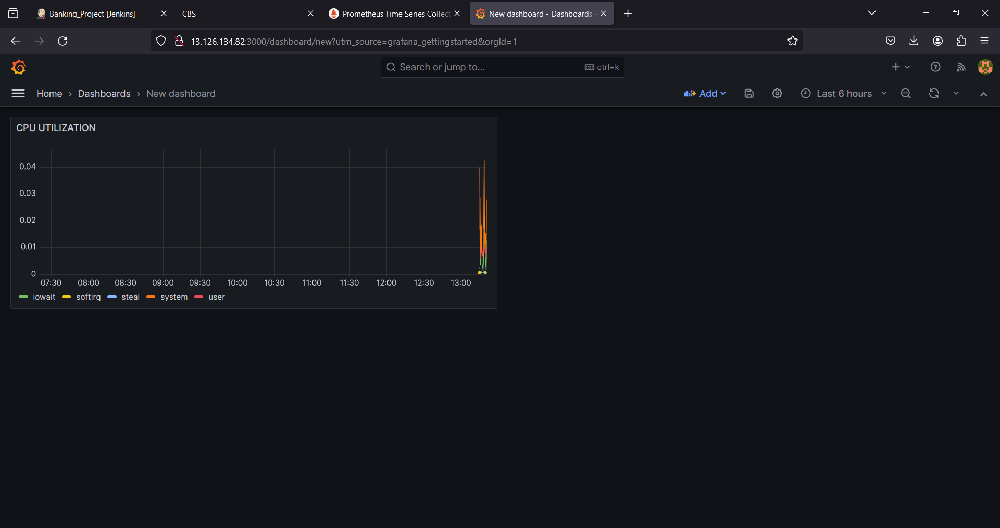 Banking_Project [Jenkins]
CBS
Prometheus Time Series Collect
New dashboard - Dashboards -
13.126.134.82:3000/dashboard/new?utm_source=grafana_gettingstarted&orgId=1
Search or jump to...
ctrl+k
Home › Dashboards › New dashboard
Add
Last 6 hours
CPU UTILIZATION
0.04
0.03
0.02
0.01
0
07:30 08:00 08:30 09:00 09:30 10:00 10:30 11:00 11:30 12:00 12:30 13:00
iowait softirq steal system user